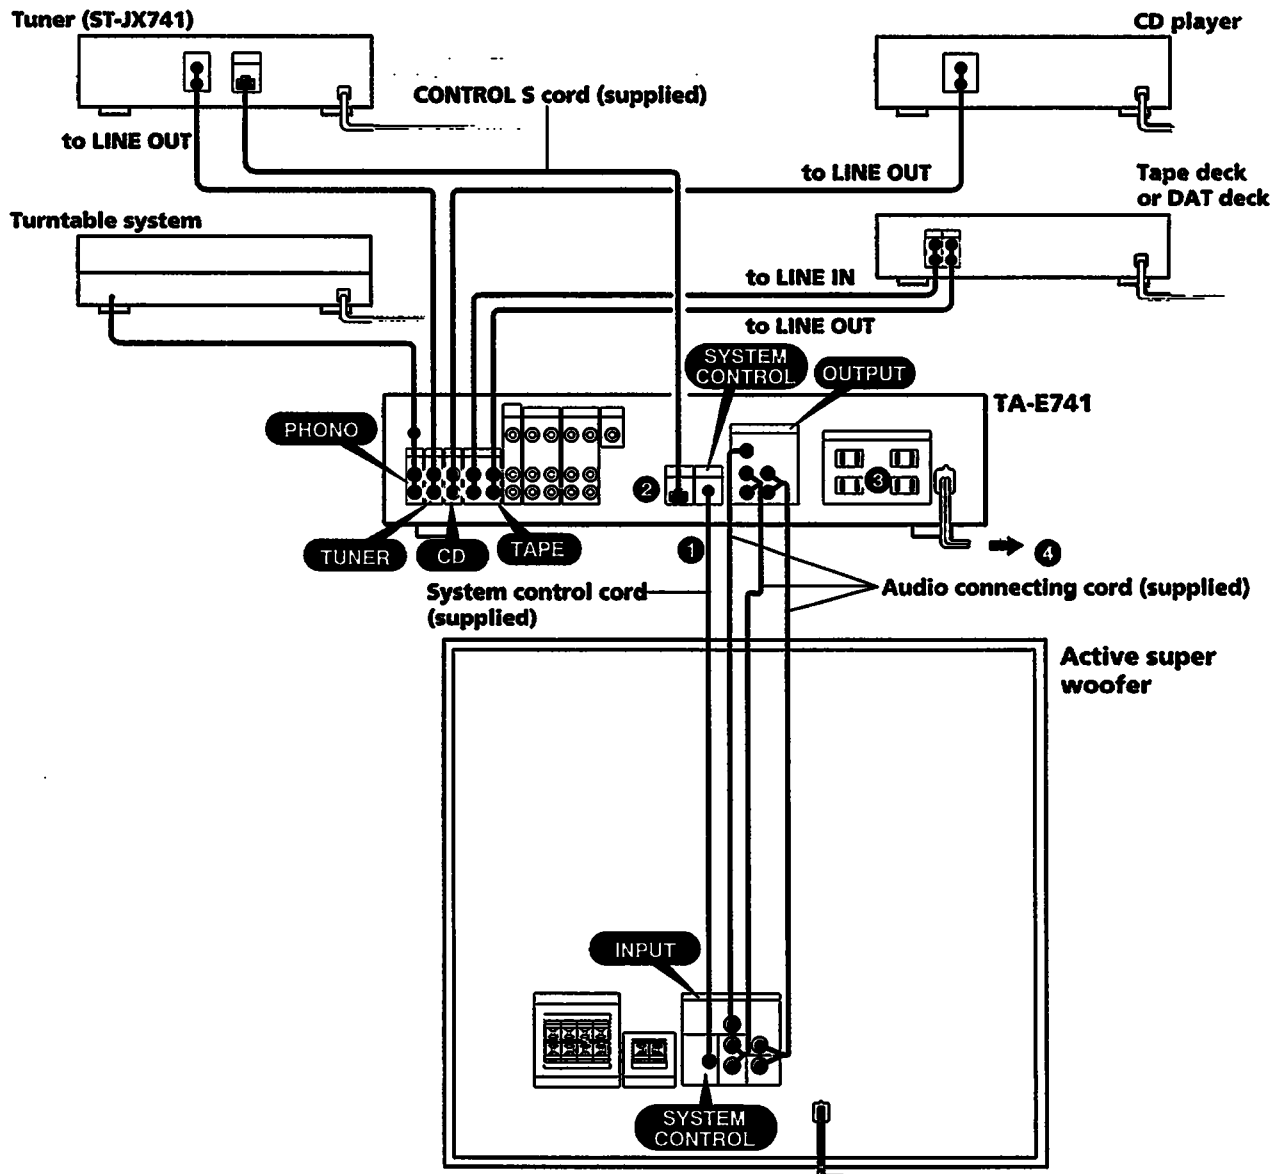 Tuner (ST-JX741)
CD player
CONTROL S cord (supplied)
to LINE OUT
to LINE OUT
Tape deck
or DAT deck
Turntable system
to LINE IN
to LINE OUT
SYSTEM
CONTROL
OUTPUT
TA-E741
PHONO
2
3
TUNER
CD
TAPE
1
4
System control cord
(supplied)
Audio connecting cord (supplied)
Active super
woofer
INPUT
SYSTEM
CONTROL